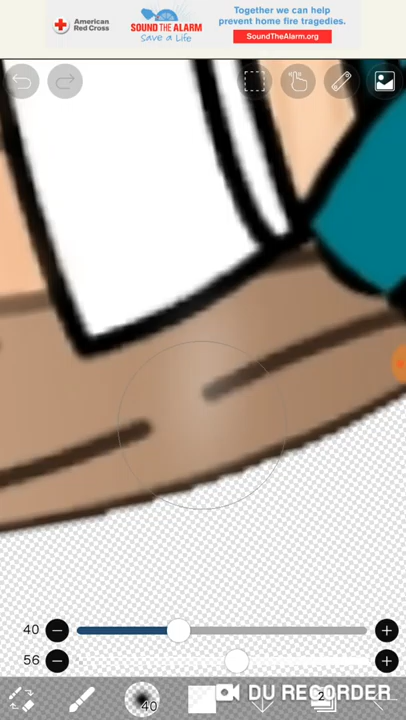 American
Red Cross
SOUND THE ALARM
Save a Life
Together we can help
prevent home fire tragedies.
SoundTheAlarm.org
40
56
40
2
DU RECORDER